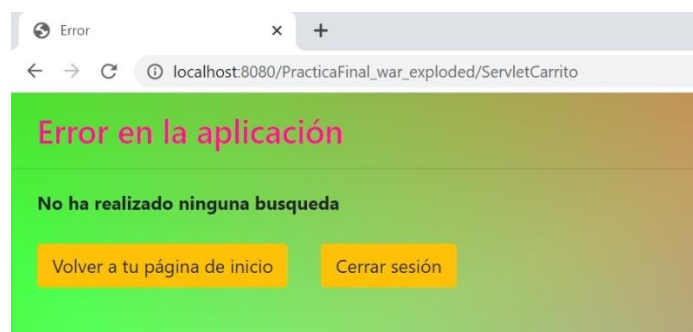 Error
localhost:8080/PracticaFinal_war_exploded/ServletCarrito
Error en la aplicación
No ha realizado ninguna busqueda
Volver a tu página de inicio Cerrar sesión